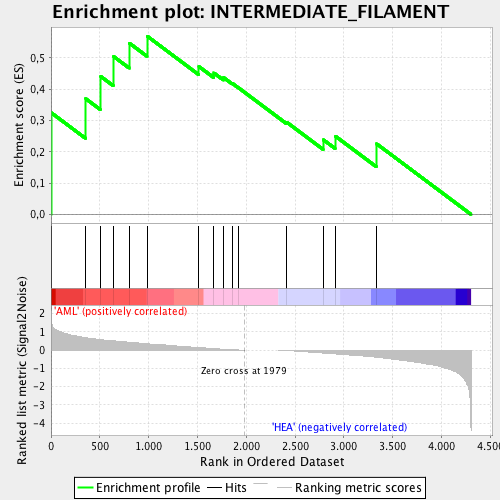 Enrichment plot: INTERMEDIATE_FILAMENT
Enrichment score (ES)
0,5
0,4
0,3
0,2
0,1
0,0
'AML' (positively correlated)
Ranked list metric (Signal2Noise)
2
1
0
-1
-2
-3
-4
Zero cross at 1979
'HEA' (negatively correlated)
0 500 1.000 1.500 2.000 2.500 3.000 3.500 4.000 4.500
Rank in Ordered Dataset
Enrichment profile Hits Ranking metric scores